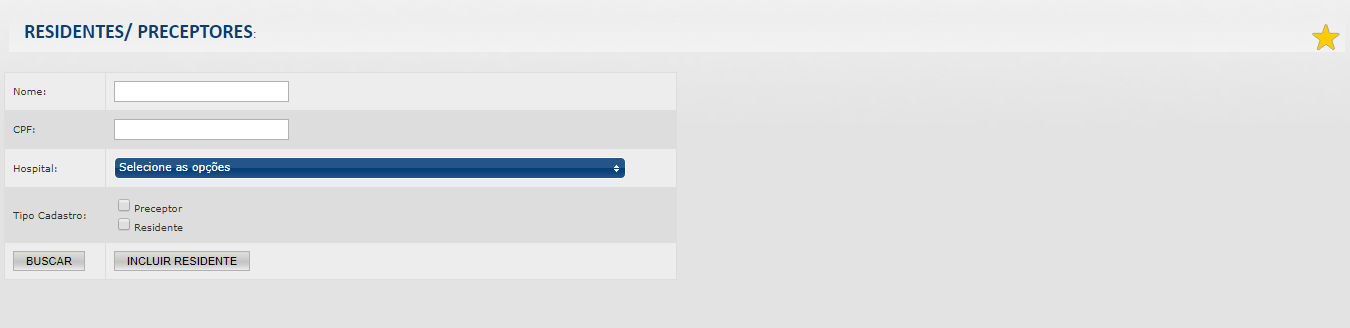 RESIDENTES/ PRECEPTORES:
Nome:
CPF:
Hospital: Selecione as opções
Tipo Cadastro: Preceptor
Residente
BUSCAR INCLUIR RESIDENTE